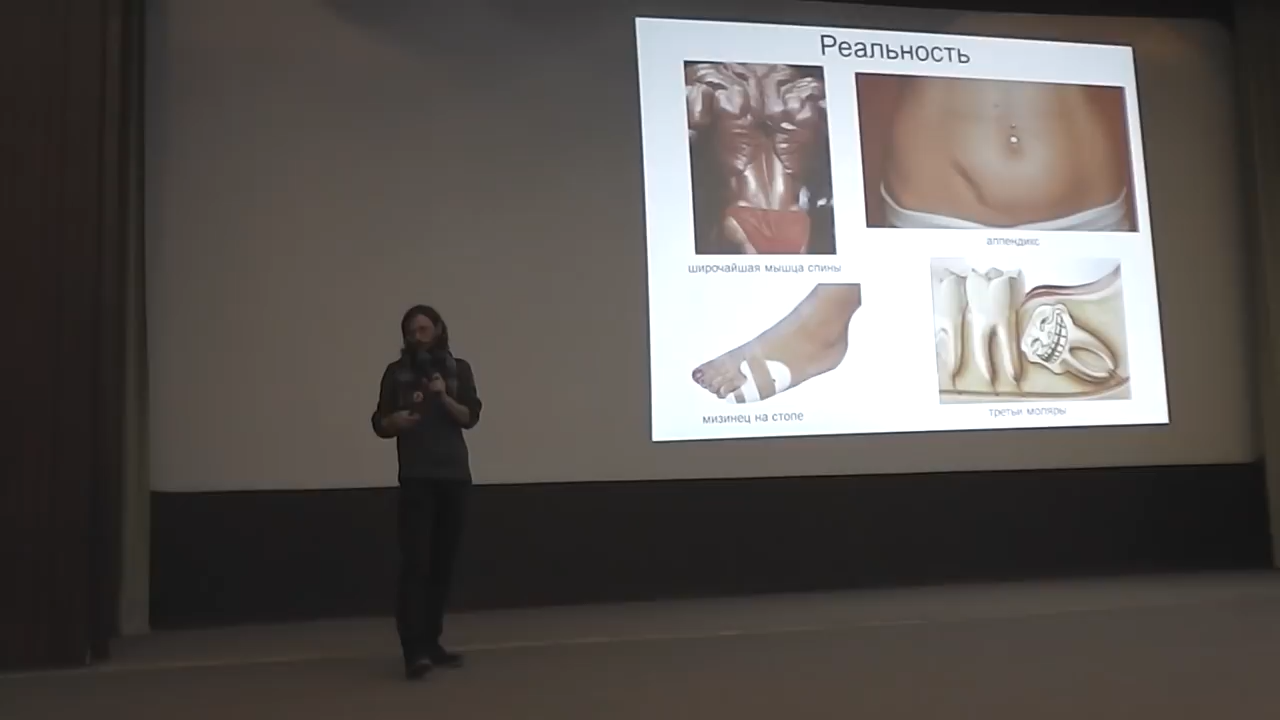 Реальность
широчайшая мышца спины
аппендикс
мизинец на стопе
третьи моляры